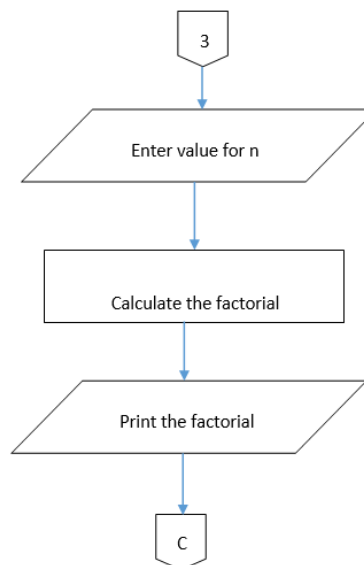 3
Enter value for n
Calculate the factorial
Print the factorial
C